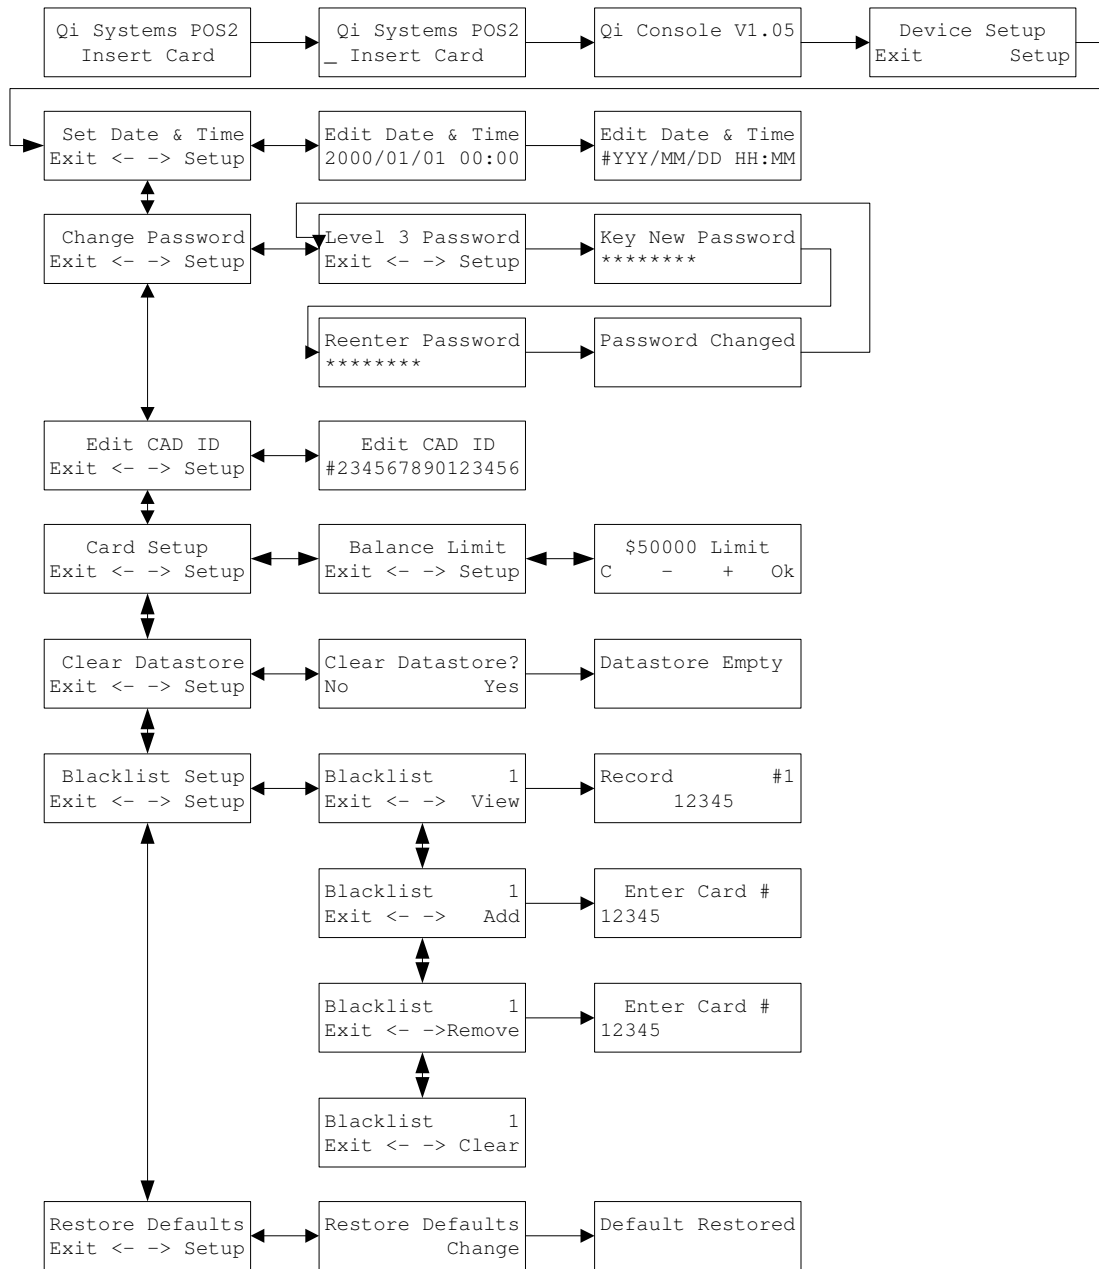 Qi Systems POS2
Insert Card
Qi Systems POS2
_ Insert Card
Qi Console V1.05
Device Setup
Exit Setup
Set Date & Time
Exit <- -> Setup
Edit Date & Time
2000/01/01 00:00
Edit Date & Time
#YYY/MM/DD HH:MM
Change Password
Exit <- -> Setup
Level 3 Password
Exit <- -> Setup
Key New Password
********
Reenter Password
********
Password Changed
Edit CAD ID
Exit <- -> Setup
Edit CAD ID
#234567890123456
Card Setup
Exit <- -> Setup
Balance Limit
Exit <- -> Setup
$50000 Limit
C - + Ok
Clear Datastore
Exit <- -> Setup
Clear Datastore?
No Yes
Datastore Empty
Blacklist Setup
Exit <- -> Setup
Blacklist 1
Exit <- -> View
Record #1
12345
Blacklist 1
Exit <- -> Add
Enter Card #
12345
Blacklist 1
Exit <- ->Remove
Enter Card #
12345
Blacklist 1
Exit <- -> Clear
Restore Defaults
Exit <- -> Setup
Restore Defaults
Change
Default Restored